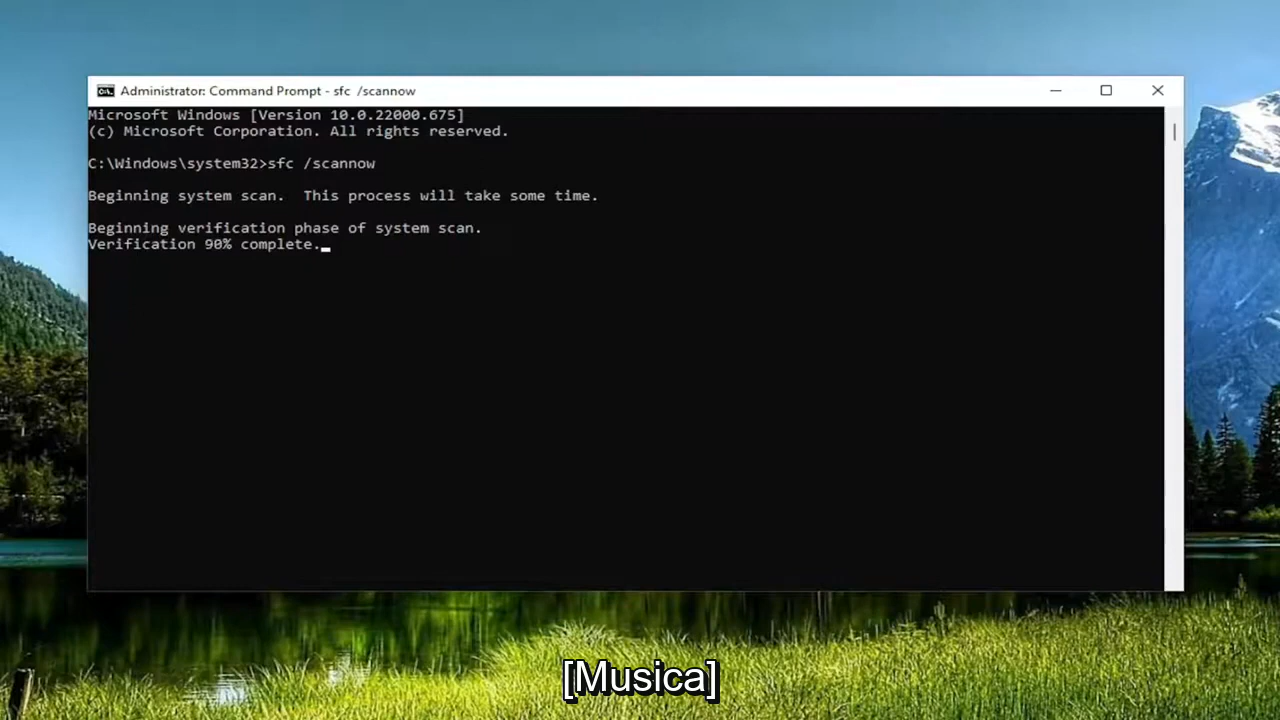 Administrator: Command Prompt - sfc  /scannow
Microsoft Windows [Version 10.0.22000.675]
(c) Microsoft Corporation. All rights reserved.
C:\Windows\system32>sfc /scannow
Beginning system scan.  This process will take some time.
Beginning verification phase of system scan.
Verification 90% complete.
[Musica]